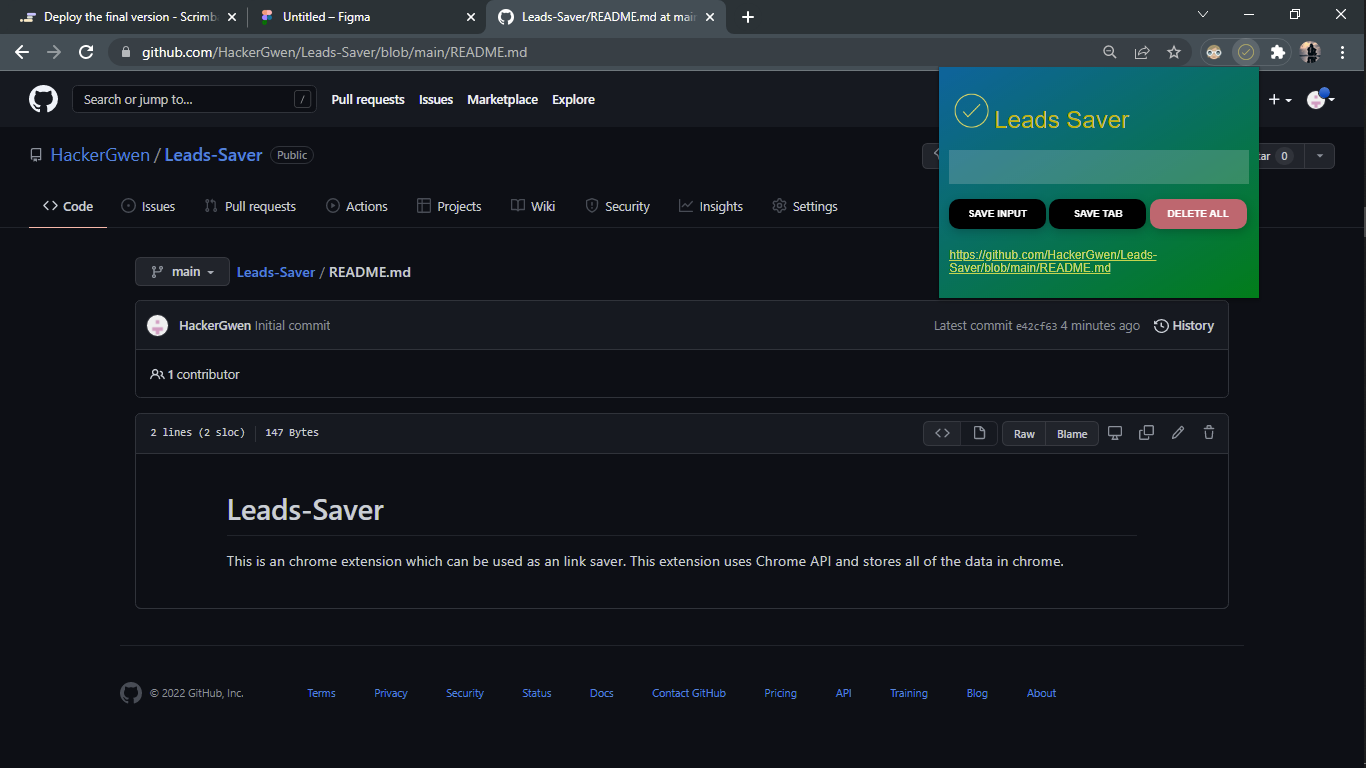 Deploy the final version - Scrimb
Untitled – Figma
Leads-Saver/README.md at main
github.com/HackerGwen/Leads-Saver/blob/main/README.md
Search or jump to...
/
Pull requests
Issues
Marketplace
Explore
Leads Saver
HackerGwen / Leads-Saver
Public
0
SAVE INPUT
SAVE TAB
DELETE ALL
https://github.com/HackerGwen/Leads-
Saver/blob/main/README.md
Code
Issues
Pull requests
Actions
Projects
Wiki
Security
Insights
Settings
main
Leads-Saver / README.md
HackerGwen Initial commit
Latest commit e42cf63 4 minutes ago
History
1 contributor
2 lines (2 sloc)
147 Bytes
Raw
Blame
Leads-Saver
This is an chrome extension which can be used as an link saver. This extension uses Chrome API and stores all of the data in chrome.
© 2022 GitHub, Inc.
Terms
Privacy
Security
Status
Docs
Contact GitHub
Pricing
API
Training
Blog
About